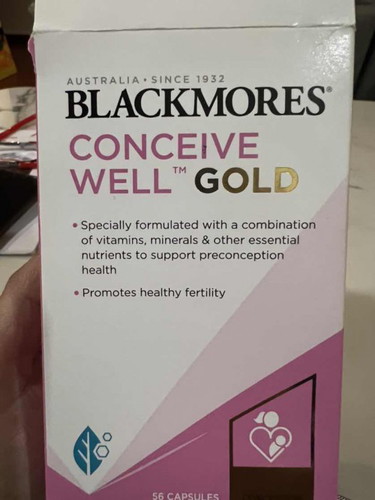 AUSTRALIA • SINCE 1932
BLACKMORES®
CONCEIVE
WELL™ GOLD
• Specially formulated with a combination
of vitamins, minerals & other essential
nutrients to support preconception
health
• Promotes healthy fertility
56 CAPSULES